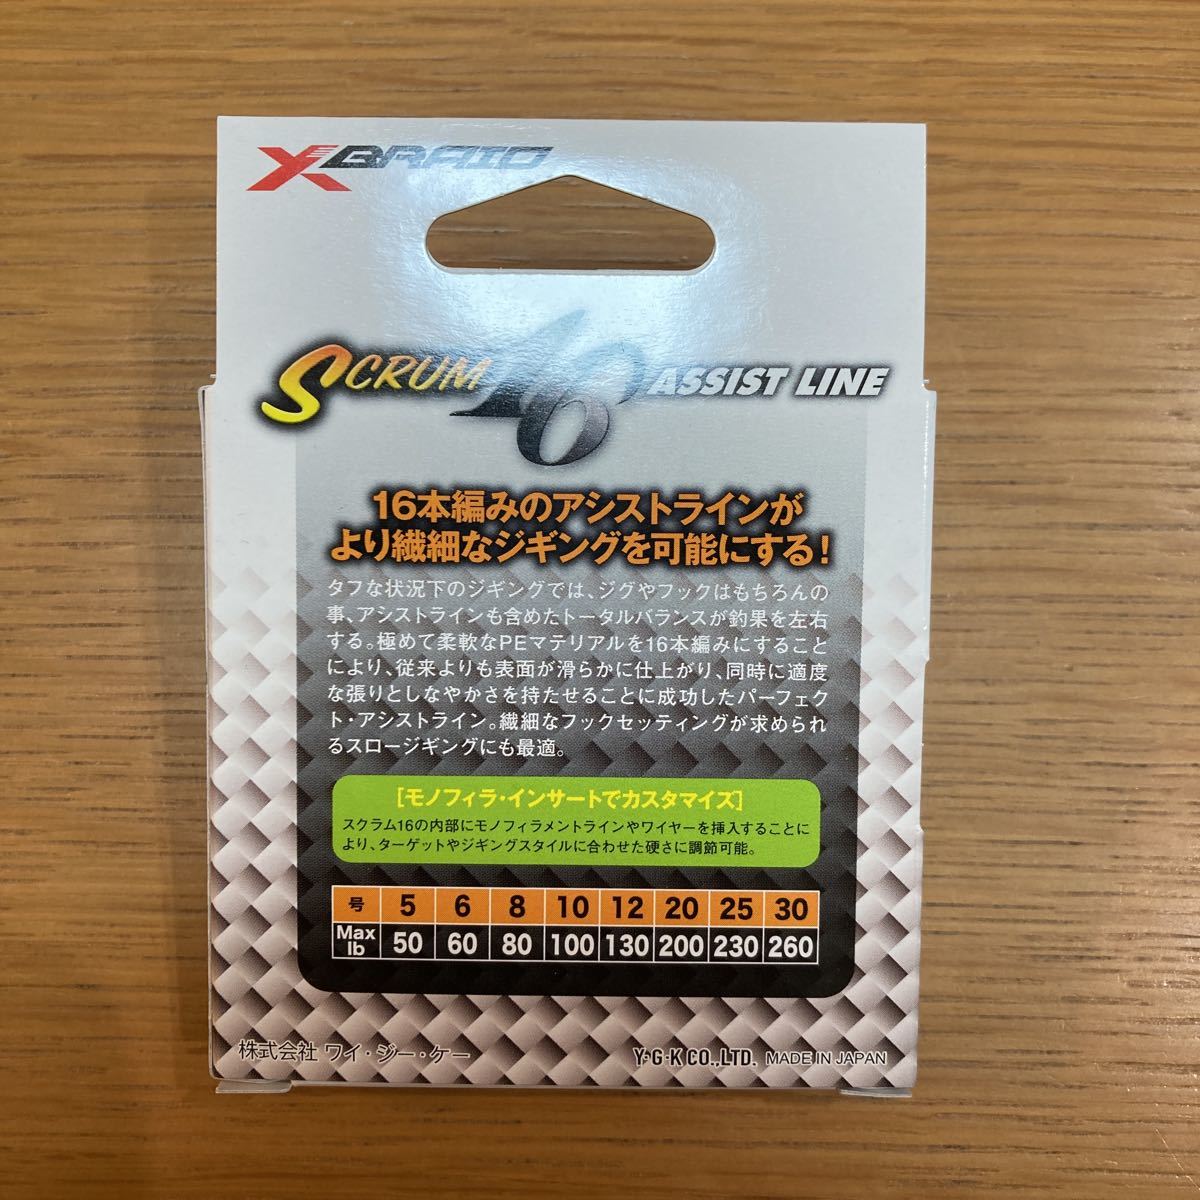 X BRAID
SCRUM 16 ASSIST LINE
16本編みのアシストラインが
より繊細なジギングを可能にする!
タフな状況下のジギングでは、ジグやフックはもちろんの
事、アシストラインも含めたトータルバランスが釣果を左右
する。極めて柔軟なPEマテリアルを16本編みにすること
により、従来よりも表面が滑らかに仕上がり、同時に適度
な張りとしなやかさを持たせることに成功したパーフェク
ト・アシストライン。繊細なフックセッティングが求められ
るスロージギングにも最適。
[モノフィラ・インサートでカスタマイズ]
スクラム16の内部にモノフィラメントラインやワイヤーを挿入することに
より、ターゲットやジギングスタイルに合わせた硬さに調節可能。
号 5 6 8 10 12 20 25 30
Max lb 50 60 80 100 130 200 230 260
株式会社 ワイ・ジー・ケー Y・G・K CO.,LTD. MADE IN JAPAN